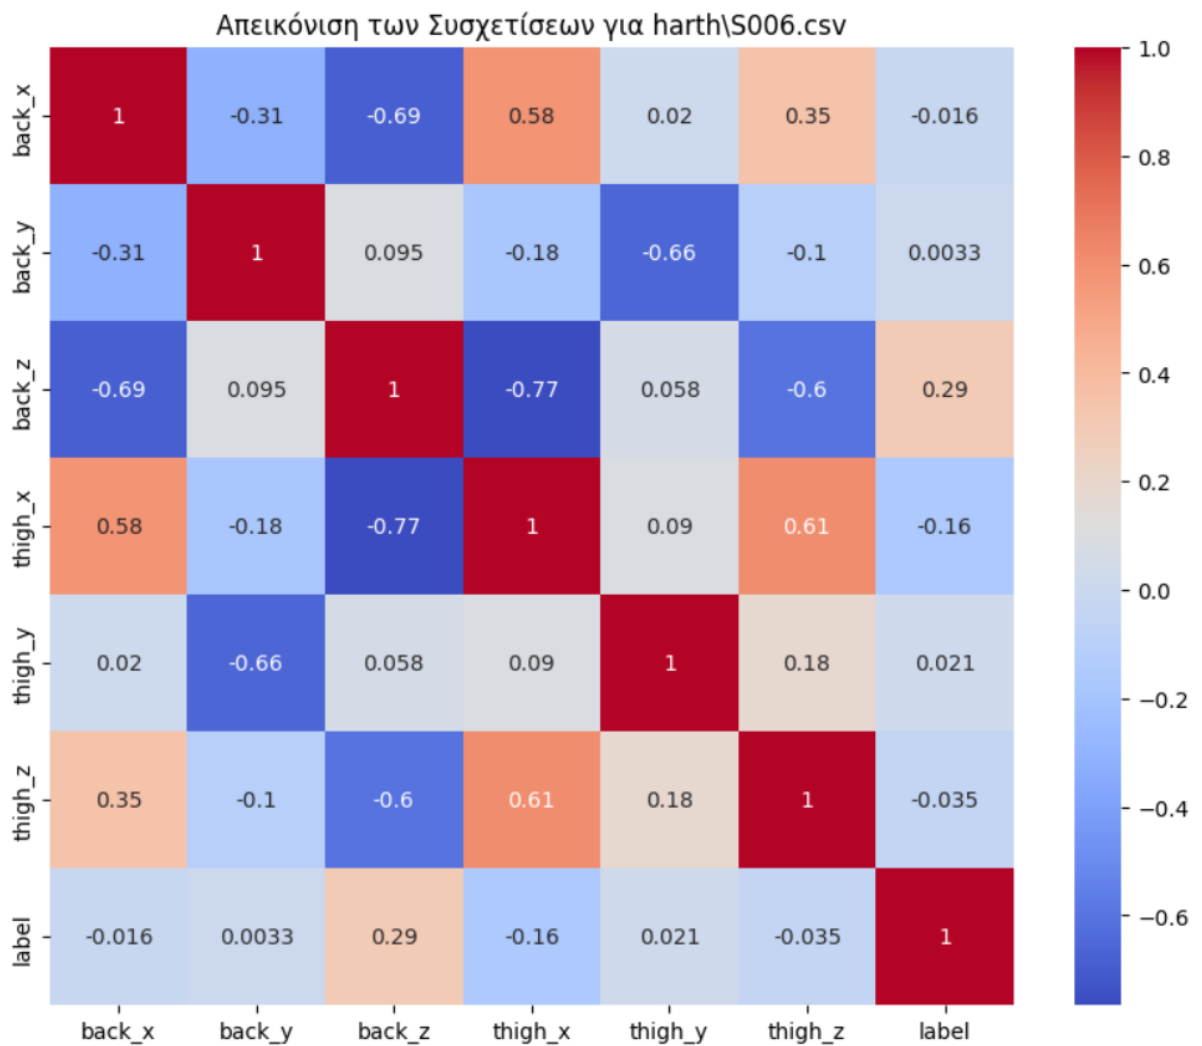 Απεικόνιση των Συσχετίσεων για harth\S006.csv
back_x 1 -0.31 -0.69 0.58 0.02 0.35 -0.016
back_y -0.31 1 0.095 -0.18 -0.66 -0.1 0.0033
back_z -0.69 0.095 1 -0.77 0.058 -0.6 0.29
thigh_x 0.58 -0.18 -0.77 1 0.09 0.61 -0.16
thigh_y 0.02 -0.66 0.058 0.09 1 0.18 0.021
thigh_z 0.35 -0.1 -0.6 0.61 0.18 1 -0.035
label -0.016 0.0033 0.29 -0.16 0.021 -0.035 1
back_x back_y back_z thigh_x thigh_y thigh_z label
1.0
0.8
0.6
0.4
0.2
0.0
−0.2
−0.4
−0.6